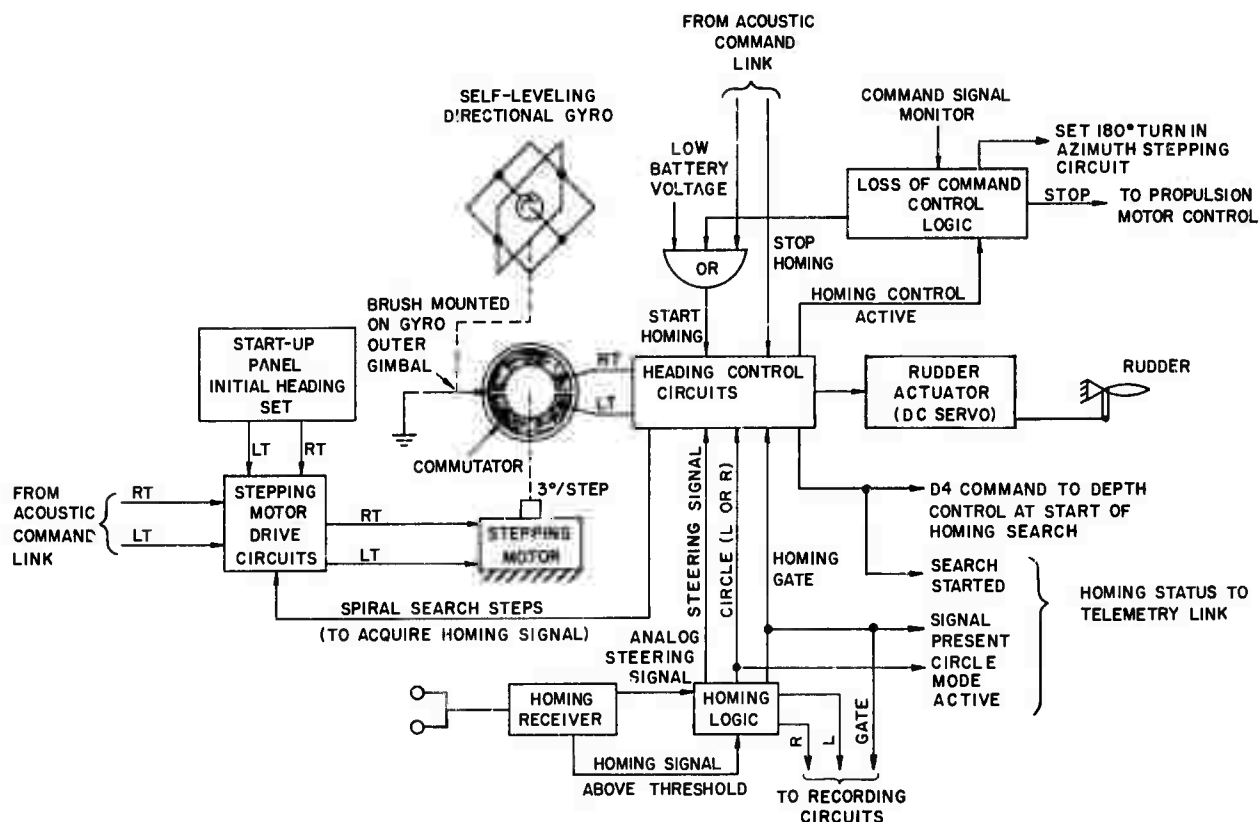 FROM ACOUSTIC
COMMAND
LINK
SELF-LEVELING
DIRECTIONAL GYRO
COMMAND SIGNAL
MONITOR
SET 180° TURN IN
AZIMUTH STEPPING
CIRCUIT
LOW
BATTERY
VOLTAGE
LOSS OF COMMAND
CONTROL
LOGIC
STOP
TO PROPULSION
MOTOR CONTROL
OR
STOP
HOMING
HOMING CONTROL
ACTIVE
BRUSH MOUNTED
ON GYRO
OUTER
GIMBAL
START
HOMING
START-UP
PANEL
INITIAL HEADING
SET
RT
LT
HEADING CONTROL
CIRCUITS
RUDDER
ACTUATOR
(DC SERVO)
RUDDER
LT
RT
COMMUTATOR
3°/STEP
FROM
ACOUSTIC
COMMAND
LINK
RT
LT
STEPPING
MOTOR
DRIVE
CIRCUITS
RT
LT
STEPPING
MOTOR
STEERING SIGNAL
CIRCLE (L OR R)
HOMING
GATE
D4 COMMAND TO DEPTH
CONTROL AT START OF
HOMING SEARCH
SEARCH
STARTED
HOMING STATUS TO
TELEMETRY LINK
SIGNAL
PRESENT
CIRCLE
MODE
ACTIVE
SPIRAL SEARCH STEPS
(TO ACQUIRE HOMING SIGNAL)
ANALOG
STEERING
SIGNAL
HOMING
RECEIVER
HOMING
LOGIC
R
L
GATE
HOMING SIGNAL
ABOVE THRESHOLD
TO RECORDING
CIRCUITS